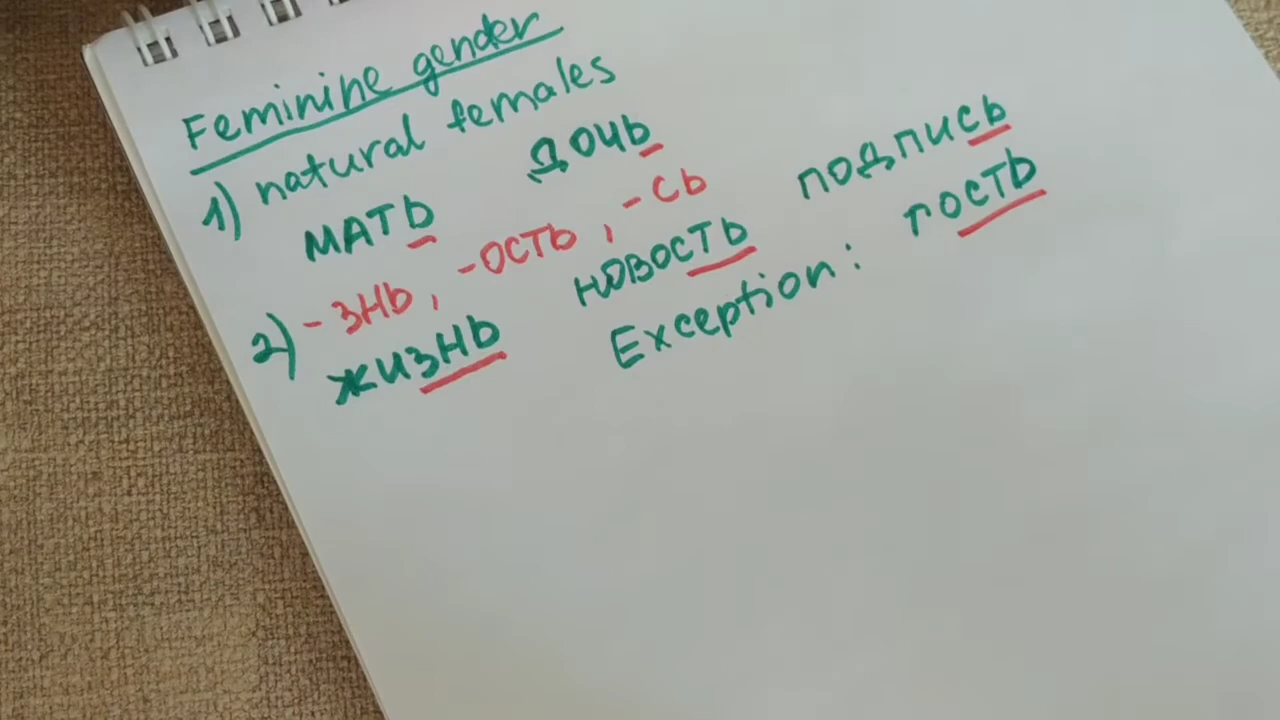 Feminine gender
1) natural females
МАТЬ ДОЧЬ
2) -ЗНЬ, -ОСТЬ, -СЬ
ЖИЗНЬ НОВОСТЬ ПОДПИСЬ
Exception: ГОСТЬ